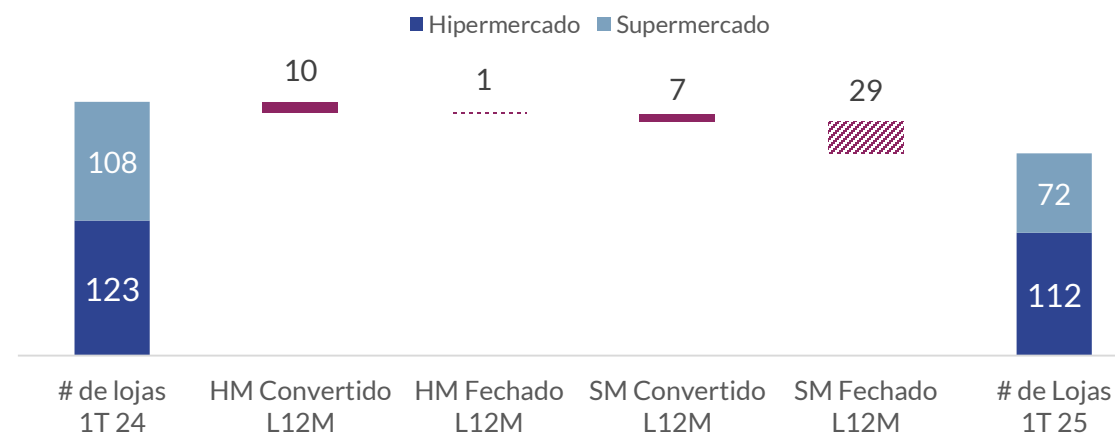 Hipermercado Supermercado
10
1
7
29
108
123
72
112
# de lojas
1T 24
HM Convertido
L12M
HM Fechado
L12M
SM Convertido
L12M
SM Fechado
L12M
# de Lojas
1T 25